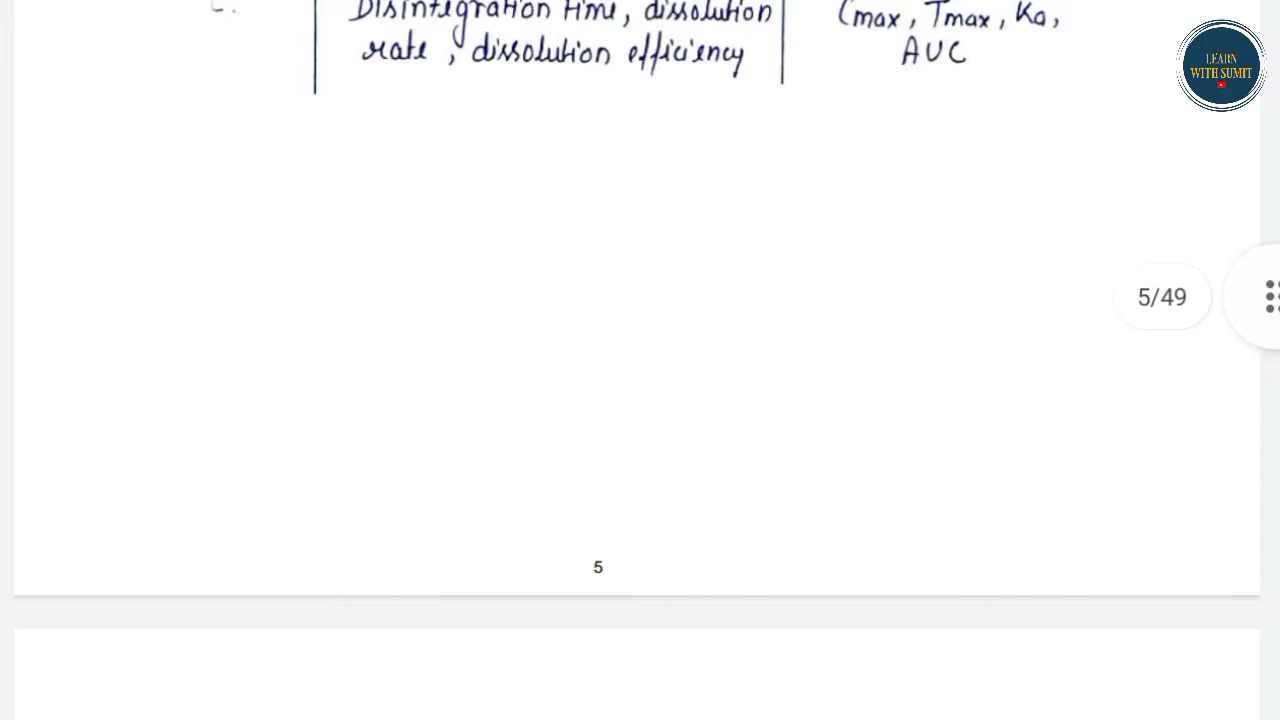 C.
Disintegration time, dissolution
rate, dissolution efficiency
Cmax, Tmax, Ka,
AUC
LEARN
WITH SUMIT
5/49
5